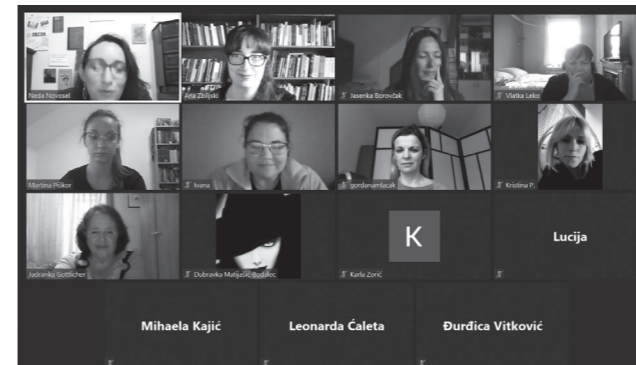 Neda Novosel
Ana Zbiljski
Jasenka Borovčak
Vlatka Leko
Martina Piškor
Ivana
gordanamlacak
Kristina P.
Jadranka Gottlicher
Dubravka Matijašić Bodalec
K
Karla Zorić
Lucija
Mihaela Kajić
Leonarda Ćaleta
Đurđica Vitković